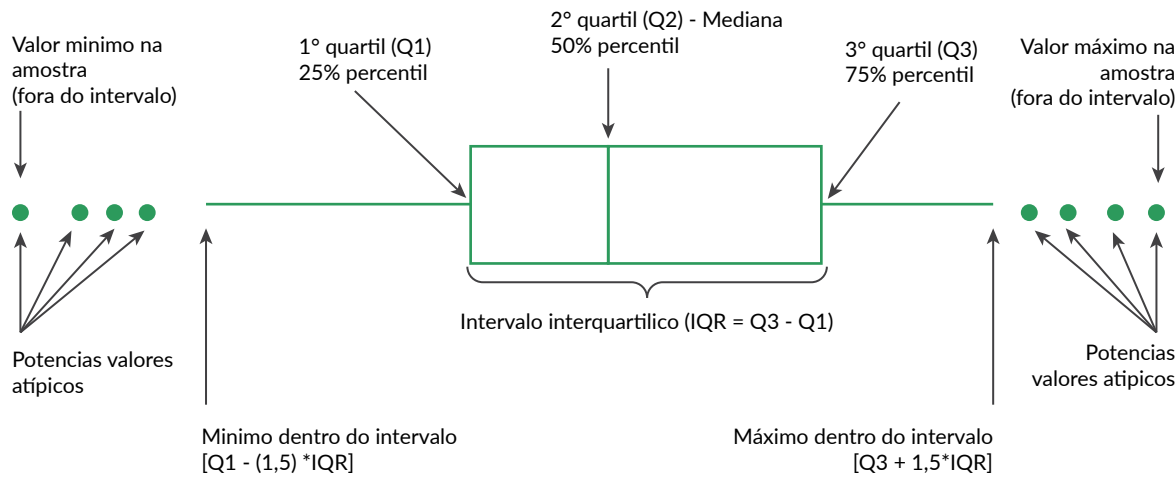 Valor minimo na
amostra
(fora do intervalo)
1° quartil (Q1)
25% percentil
2° quartil (Q2) - Mediana
50% percentil
3° quartil (Q3)
75% percentil
Valor máximo na
amostra
(fora do intervalo)
Intervalo interquartílico (IQR = Q3 - Q1)
Potencias valores
atípicos
Potencias
valores atipicos
Minimo dentro do intervalo
[Q1 - (1,5) *IQR]
Máximo dentro do intervalo
[Q3 + 1,5*IQR]